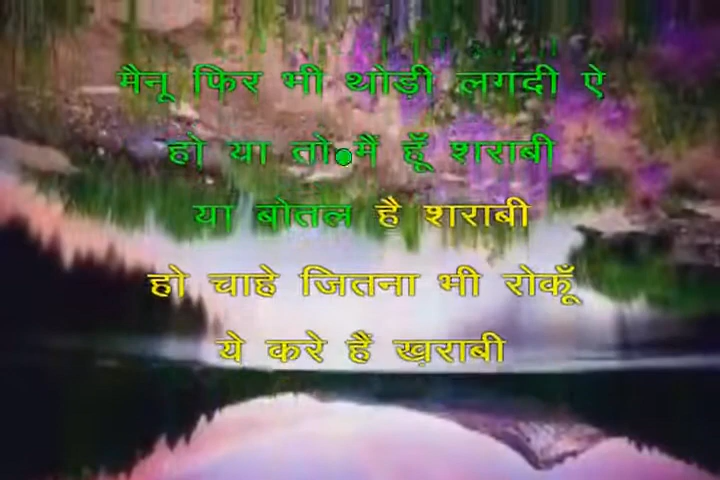 मैनू फिर भी थोड़ी लगदी ऐ
हो या तो मैं हूँ शराबी
या बोतल है शराबी
हो चाहे जितना भी रोकूँ
ये करे हैं ख़राबी